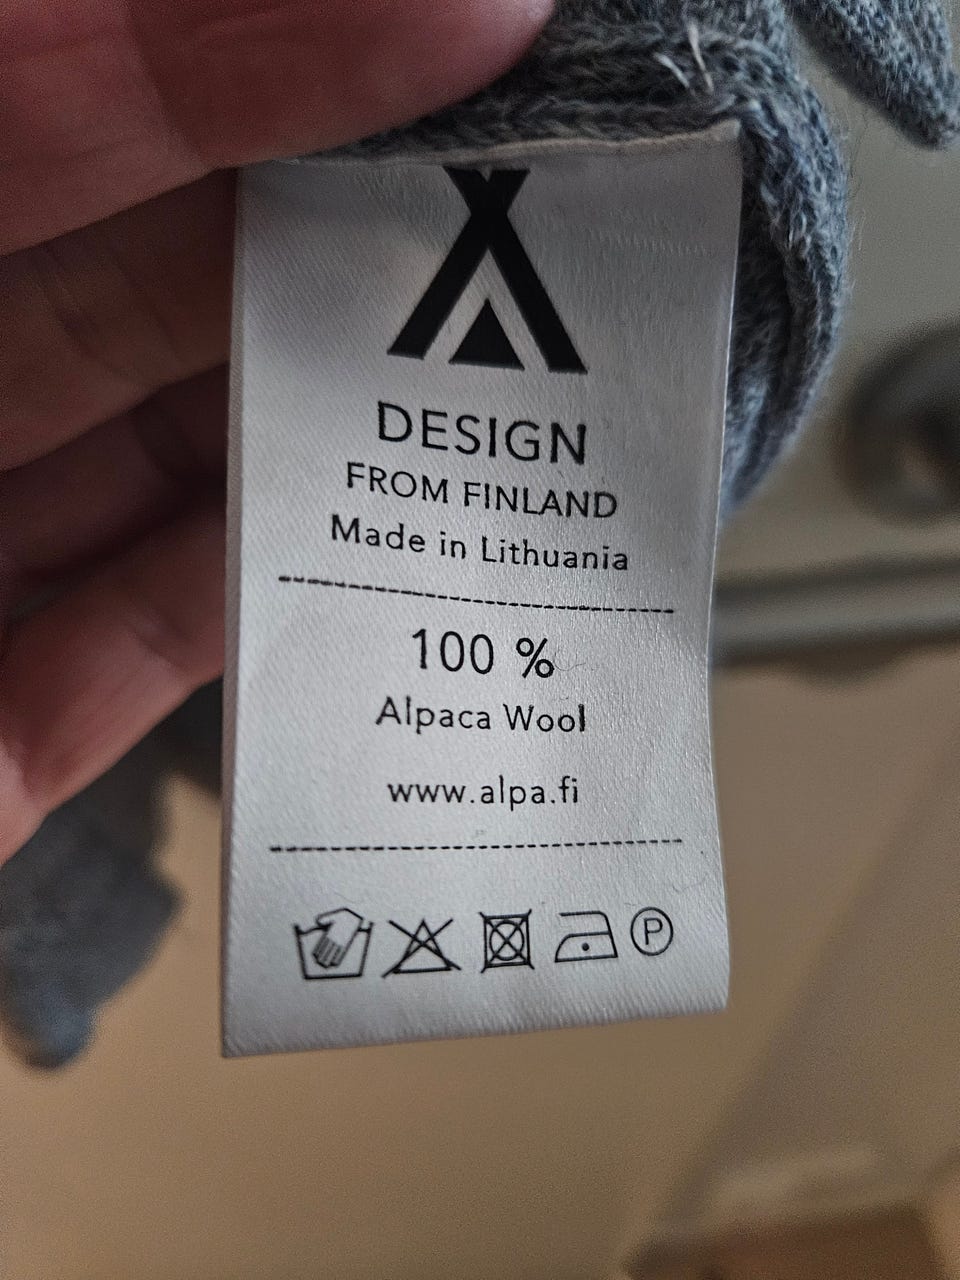 DESIGN
FROM FINLAND
Made in Lithuania
100 %
Alpaca Wool
www.alpa.fi
P